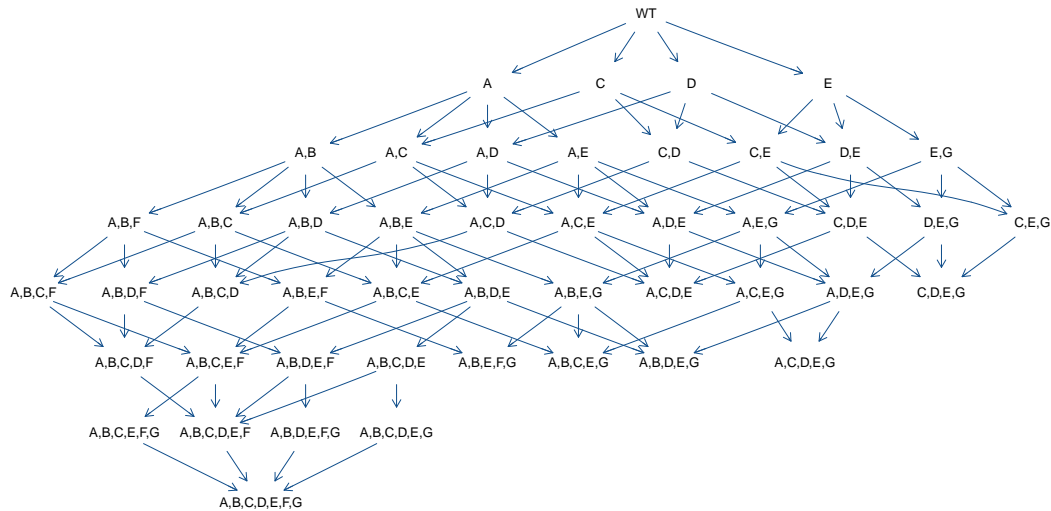 WT
A C D E
A,B A,C A,D A,E C,D C,E D,E E,G
A,B,F A,B,C A,B,D A,B,E A,C,D A,C,E A,D,E A,E,G C,D,E D,E,G C,E,G
A,B,C,F A,B,D,F A,B,C,D A,B,E,F A,B,C,E A,B,D,E A,B,E,G A,C,D,E A,C,E,G A,D,E,G C,D,E,G
A,B,C,D,F A,B,C,E,F A,B,D,E,F A,B,C,D,E A,B,E,F,G A,B,C,E,G A,B,D,E,G A,C,D,E,G
A,B,C,E,F,G A,B,C,D,E,F A,B,D,E,F,G A,B,C,D,E,G
A,B,C,D,E,F,G